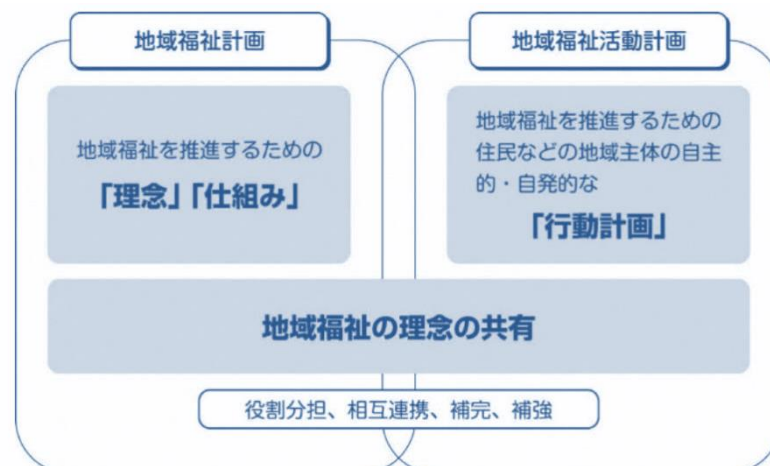 地域福祉計画
地域福祉活動計画
地域福祉を推進するための
「理念」「仕組み」
地域福祉を推進するための
住民などの地域主体の自主
的・自発的な
「行動計画」
地域福祉の理念の共有
役割分担、相互連携、補完、補強